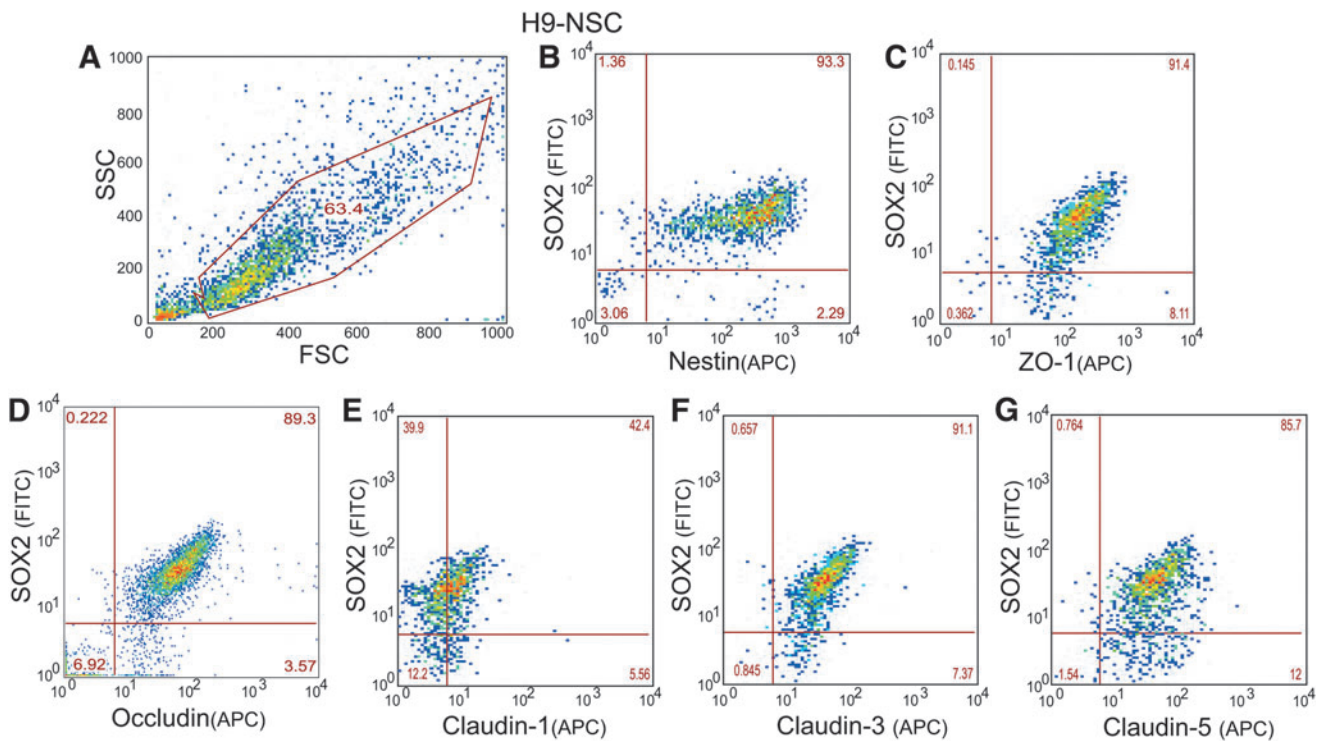 H9-NSC
A
SSC
1000
800
600
400
200
0
63.4
0 200 400 600 800 1000
FSC
B
SOX2 (FITC)
10^4
10^3
10^2
10^1
10^0
1.36 93.3
3.06 2.29
10^0 10^1 10^2 10^3 10^4
Nestin(APC)
C
SOX2 (FITC)
10^4
10^3
10^2
10^1
10^0
0.145 91.4
0.362 8.11
10^0 10^1 10^2 10^3 10^4
ZO-1(APC)
D
SOX2 (FITC)
10^4
10^3
10^2
10^1
10^0
0.222 89.3
6.92 3.57
10^0 10^1 10^2 10^3 10^4
Occludin(APC)
E
SOX2 (FITC)
10^4
10^3
10^2
10^1
10^0
39.9 42.4
12.2 5.56
10^0 10^1 10^2 10^3 10^4
Claudin-1(APC)
F
SOX2 (FITC)
10^4
10^3
10^2
10^1
10^0
0.657 91.1
0.845 7.37
10^0 10^1 10^2 10^3 10^4
Claudin-3 (APC)
G
SOX2 (FITC)
10^4
10^3
10^2
10^1
10^0
0.764 85.7
1.54 12
10^0 10^1 10^2 10^3 10^4
Claudin-5 (APC)